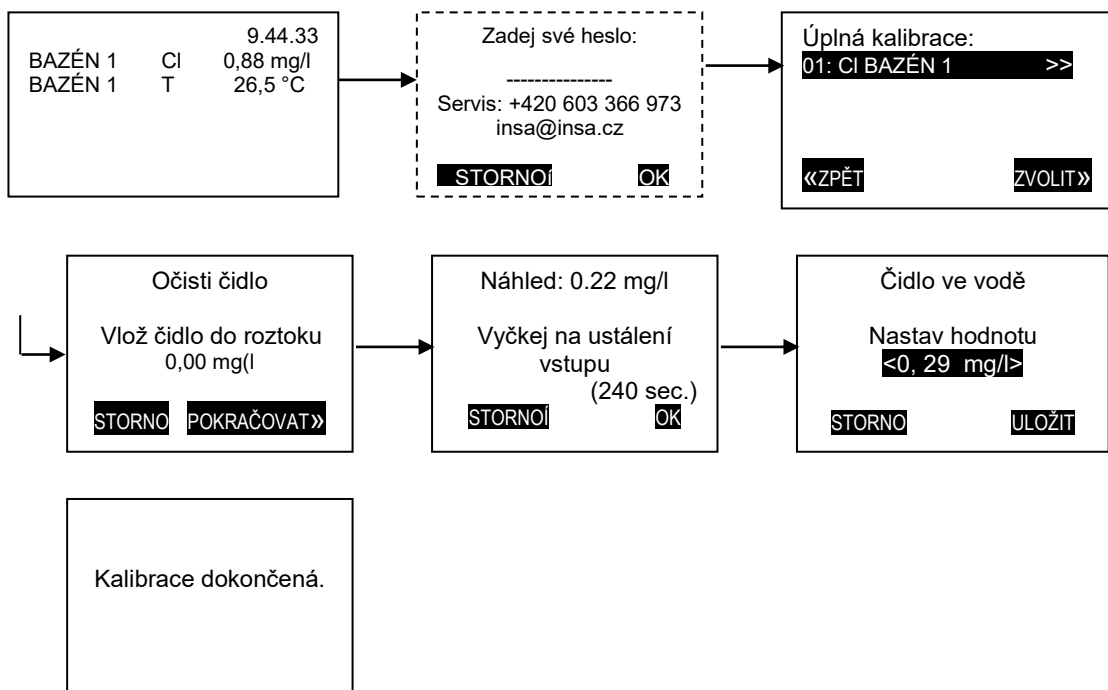 9.44.33
BAZÉN 1 Cl 0,88 mg/l
BAZÉN 1 T 26,5 °C
Zadej své heslo:
---------------
Servis: +420 603 366 973
insa@insa.cz
STORNOí OK
Úplná kalibrace:
01: Cl BAZÉN 1 >>
«ZPĚT ZVOLIT»
Očisti čidlo
Vlož čidlo do roztoku
0,00 mg(l
STORNO POKRAČOVAT»
Náhled: 0.22 mg/l
Vyčkej na ustálení
vstupu
(240 sec.)
STORNOÍ OK
Čidlo ve vodě
Nastav hodnotu
<0, 29 mg/l>
STORNO ULOŽIT
Kalibrace dokončená.